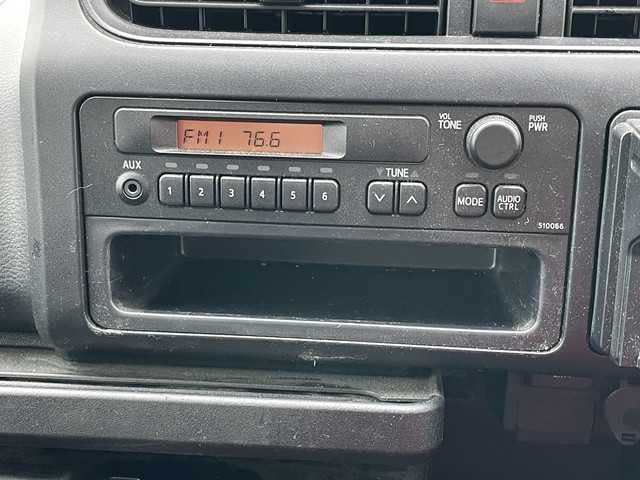 FM1 76.6
VOL
TONE
PUSH
PWR
AUX
1 2 3 4 5 6
▼ TUNE ▲
MODE
AUDIO
CTRL
510066